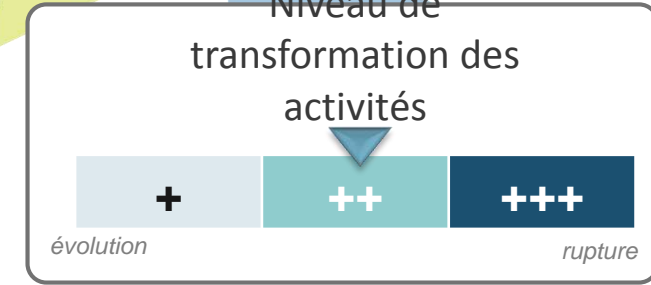 Niveau de
transformation des
activités
+ ++ +++
évolution rupture